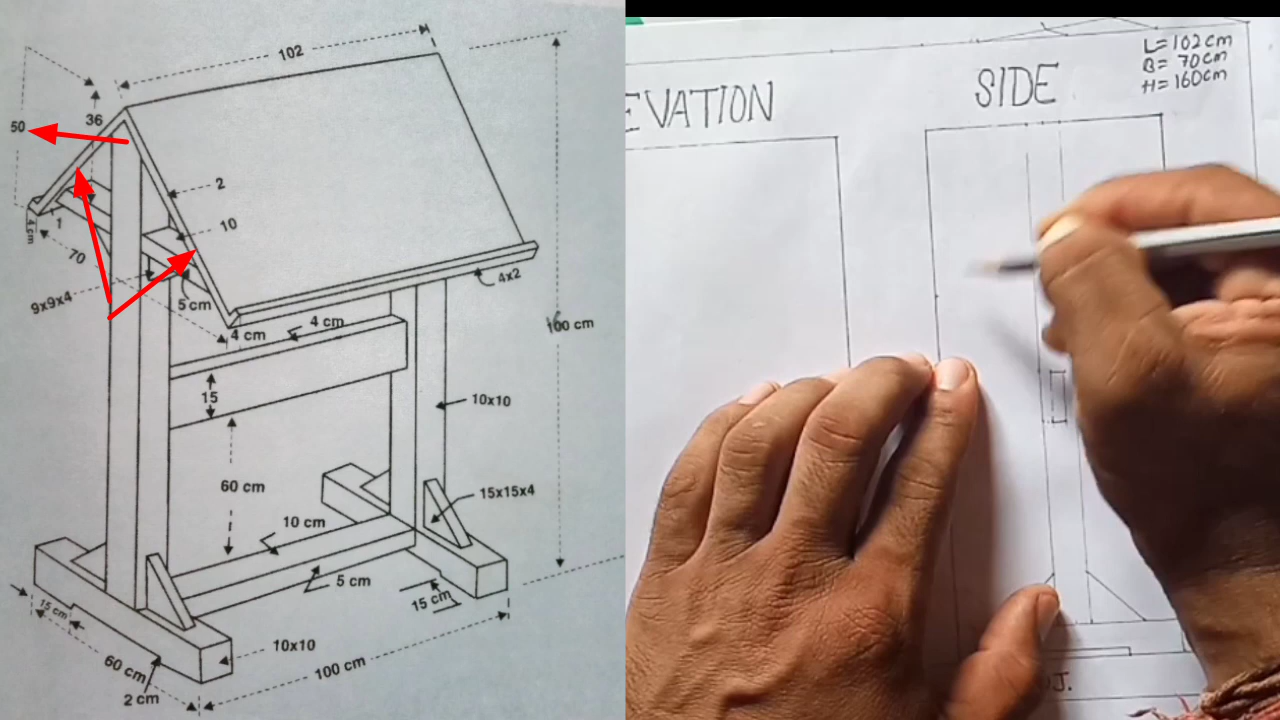 102
36
50
2
10
1
4 cm
70
9x9x4
5 cm
4x2
4 cm
4 cm
15
10x10
60 cm
15x15x4
10 cm
5 cm
15 cm
15 cm
10x10
60 cm
100 cm
2 cm
EVATION
SIDE
L=102cm
B=70cm
H=160cm